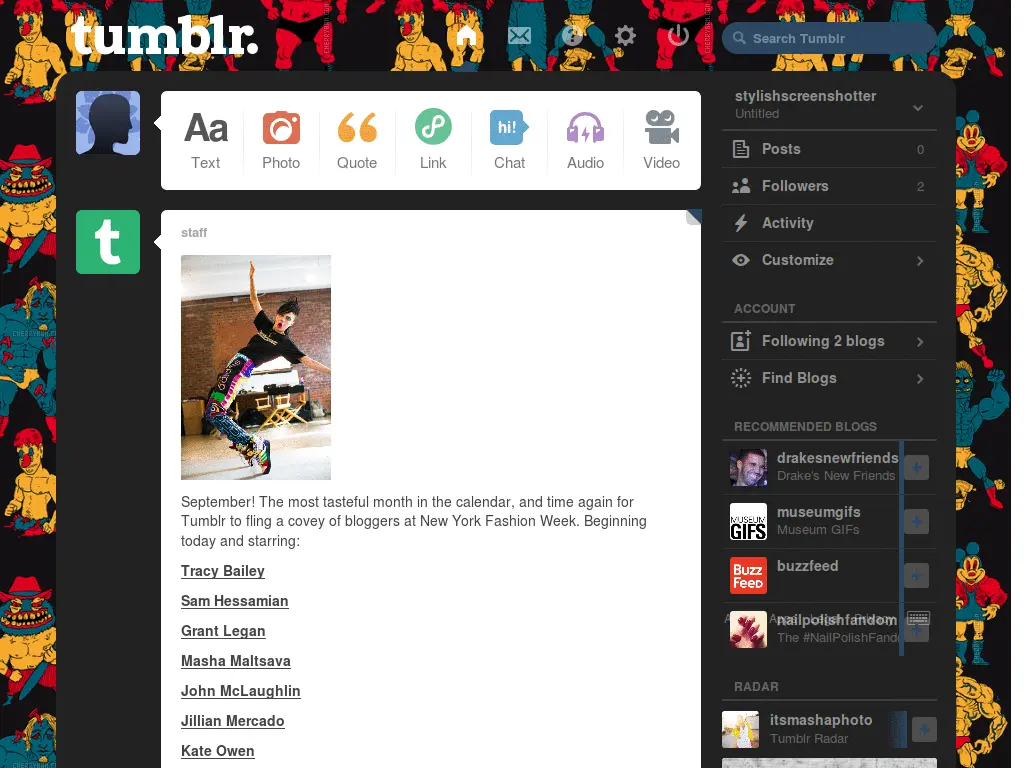 tumblr.
Search Tumblr
Aa
hi!
Text
Photo
Quote
Link
Chat
Audio
Video
stylishscreenshotter
Untitled
Posts 0
Followers 2
Activity
Customize
ACCOUNT
Following 2 blogs
Find Blogs
RECOMMENDED BLOGS
drakesnewfriends
Drake's New Friends
MUSEUM
GIFS
museumgifs
Museum GIFs
Buzz
FeeD
buzzfeed
nailpolishfandom
The #NailPolishFand
RADAR
itsmashaphoto
Tumblr Radar
t
staff
September! The most tasteful month in the calendar, and time again for
Tumblr to fling a covey of bloggers at New York Fashion Week. Beginning
today and starring:
Tracy Bailey
Sam Hessamian
Grant Legan
Masha Maltsava
John McLaughlin
Jillian Mercado
Kate Owen